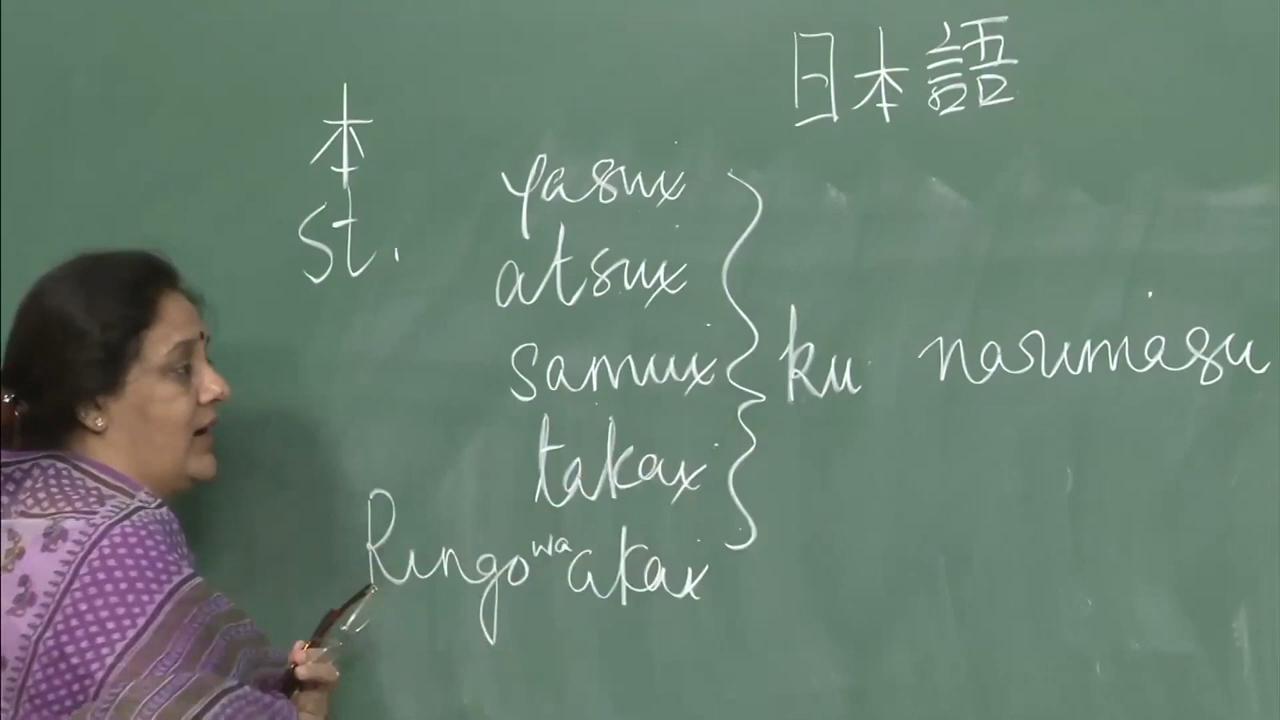 日本語
本
yasui
St.
atsui
samui } ku narimasu
takai
Ringo wa akai